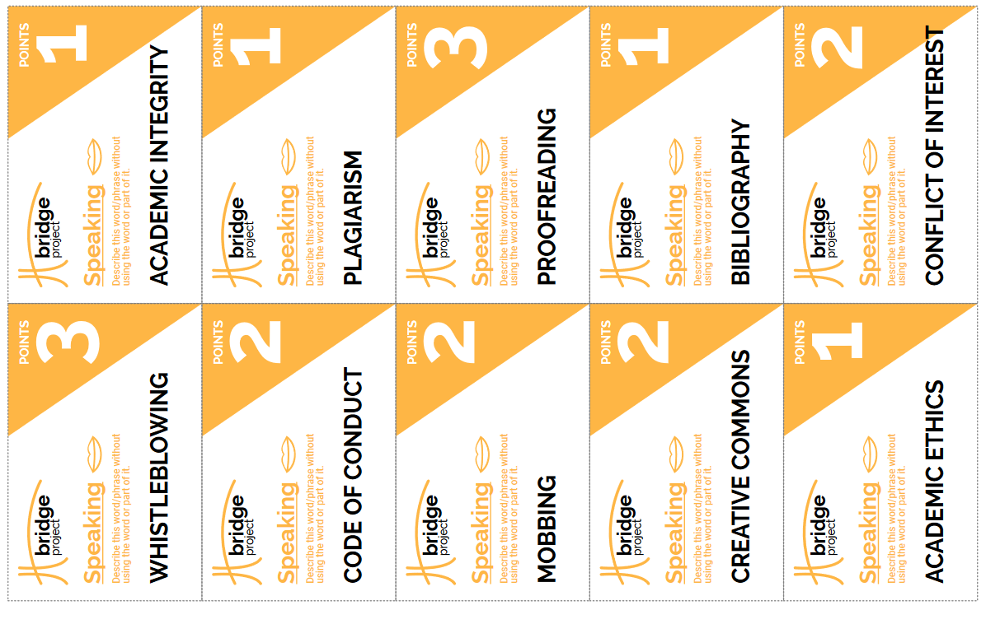 POINTS
1
bridge
project
Speaking
Describe this word/phrase without
using the word or part of it.
ACADEMIC INTEGRITY
POINTS
1
bridge
project
Speaking
Describe this word/phrase without
using the word or part of it.
PLAGIARISM
POINTS
3
bridge
project
Speaking
Describe this word/phrase without
using the word or part of it.
PROOFREADING
POINTS
1
bridge
project
Speaking
Describe this word/phrase without
using the word or part of it.
BIBLIOGRAPHY
POINTS
2
bridge
project
Speaking
Describe this word/phrase without
using the word or part of it.
CONFLICT OF INTEREST
POINTS
3
bridge
project
Speaking
Describe this word/phrase without
using the word or part of it.
WHISTLEBLOWING
POINTS
2
bridge
project
Speaking
Describe this word/phrase without
using the word or part of it.
CODE OF CONDUCT
POINTS
2
bridge
project
Speaking
Describe this word/phrase without
using the word or part of it.
MOBBING
POINTS
2
bridge
project
Speaking
Describe this word/phrase without
using the word or part of it.
CREATIVE COMMONS
POINTS
1
bridge
project
Speaking
Describe this word/phrase without
using the word or part of it.
ACADEMIC ETHICS